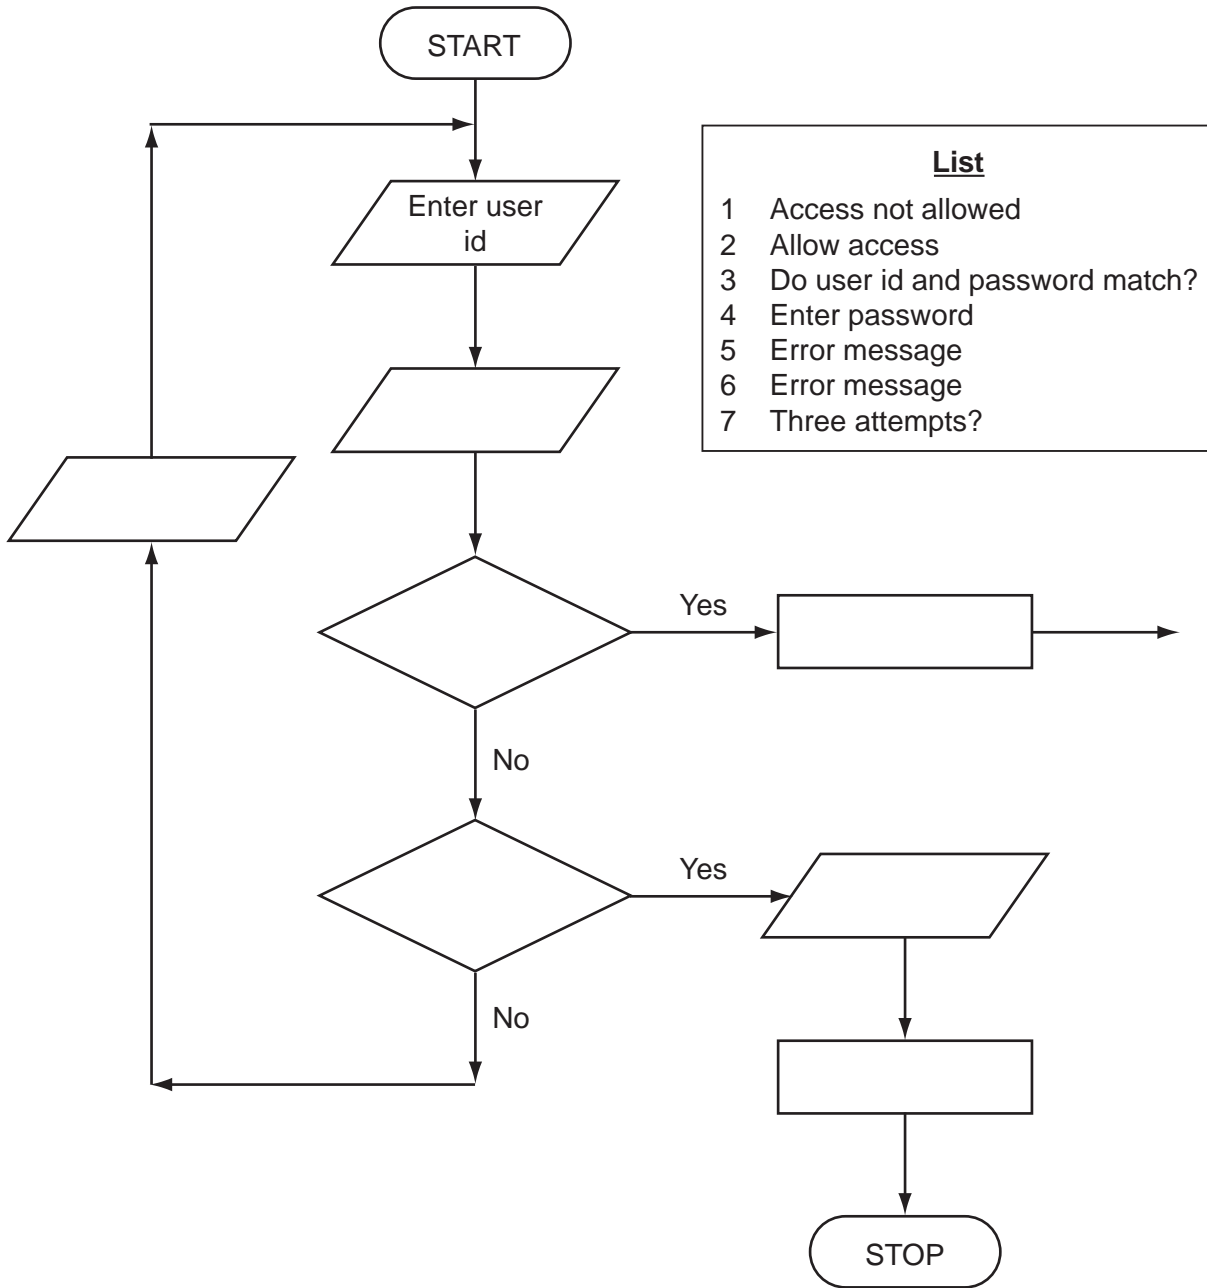 START
Enter user
id
List
1 Access not allowed
2 Allow access
3 Do user id and password match?
4 Enter password
5 Error message
6 Error message
7 Three attempts?
Yes
No
Yes
No
STOP